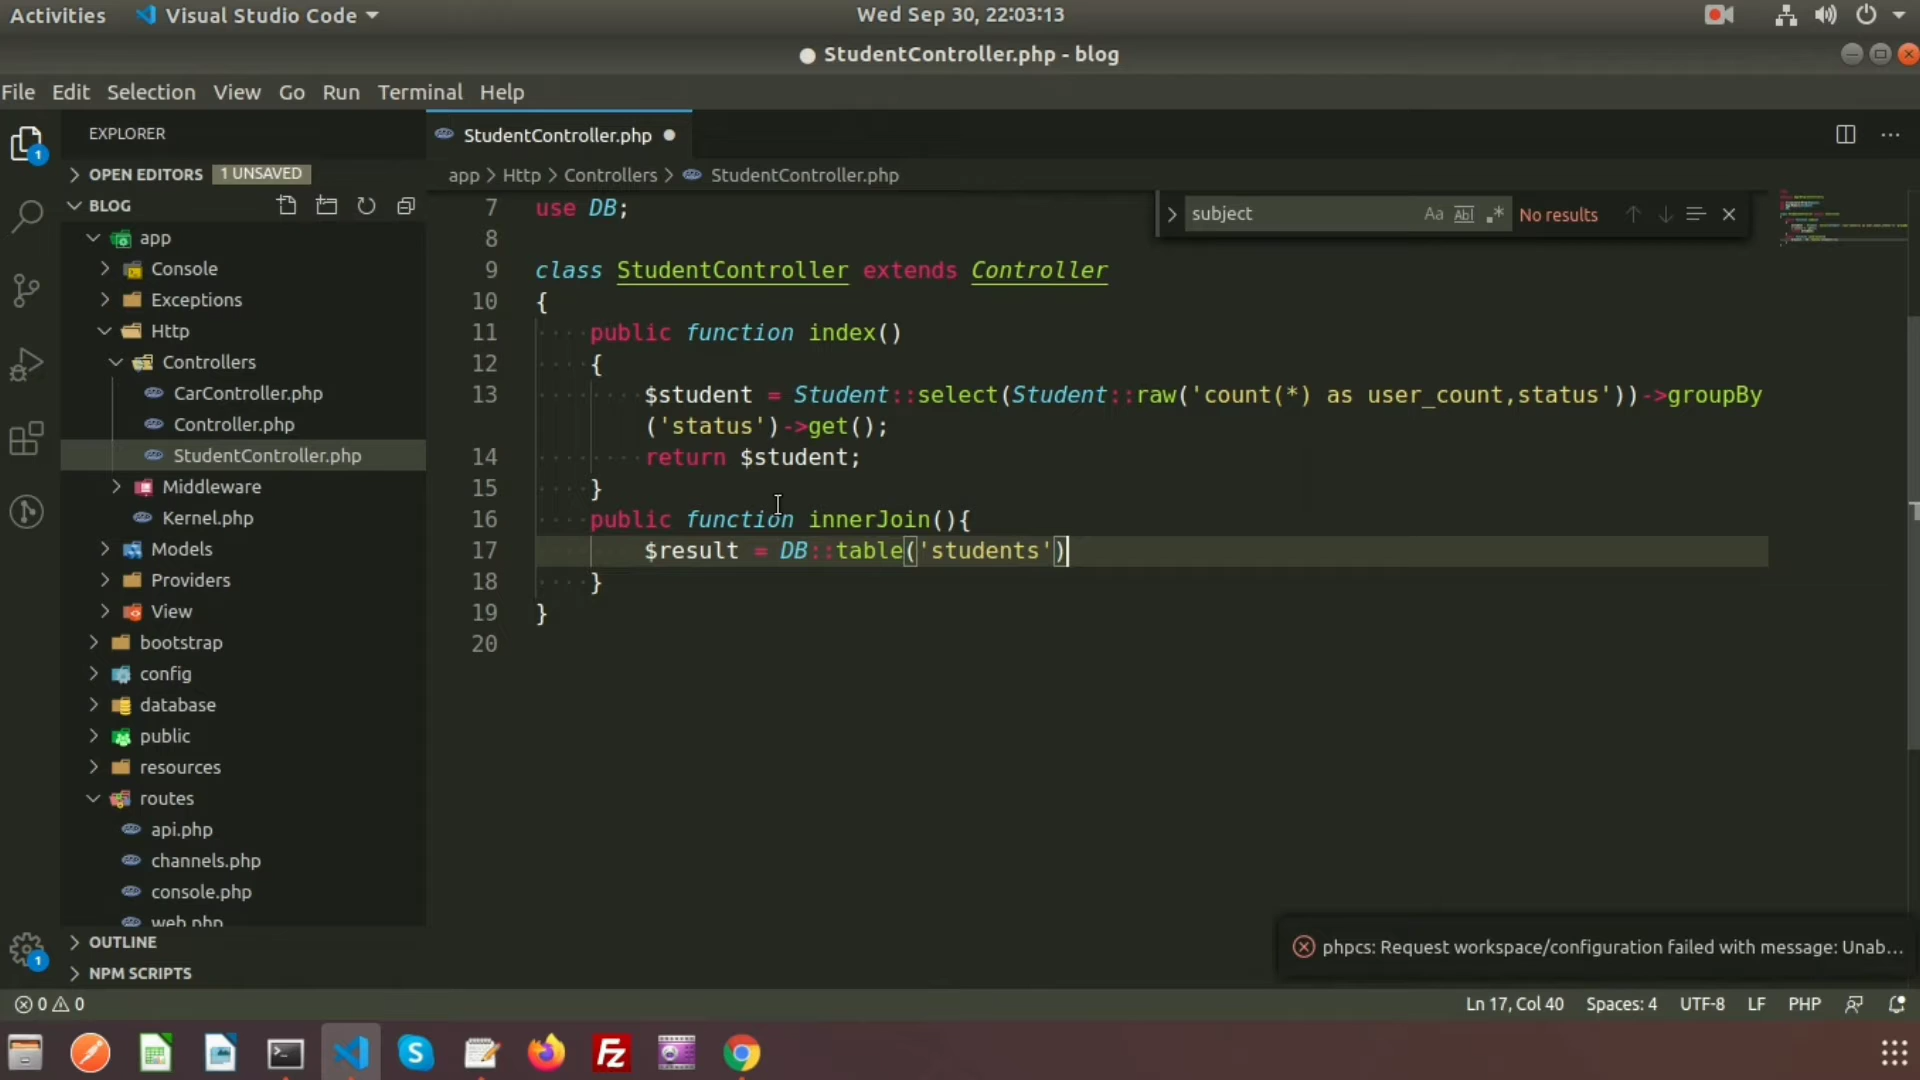 Activities
Visual Studio Code
Wed Sep 30, 22:03:13
● StudentController.php - blog
File Edit Selection View Go Run Terminal Help
EXPLORER
StudentController.php ●
OPEN EDITORS 1 UNSAVED
app > Http > Controllers > StudentController.php
BLOG
app
Console
Exceptions
Http
Controllers
CarController.php
Controller.php
StudentController.php
Middleware
Kernel.php
Models
Providers
View
bootstrap
config
database
public
resources
routes
api.php
channels.php
console.php
web.php
OUTLINE
NPM SCRIPTS
subject Aa Abl .* No results
7 use DB;
8
9 class StudentController extends Controller
10 {
11 public function index()
12 {
13 $student = Student::select(Student::raw('count(*) as user_count,status'))->groupBy
('status')->get();
14 return $student;
15 }
16 public function innerJoin(){
17 $result = DB::table('students')
18 }
19 }
20
phpcs: Request workspace/configuration failed with message: Unab...
1
1
0 0
Ln 17, Col 40 Spaces: 4 UTF-8 LF PHP
S
Fz